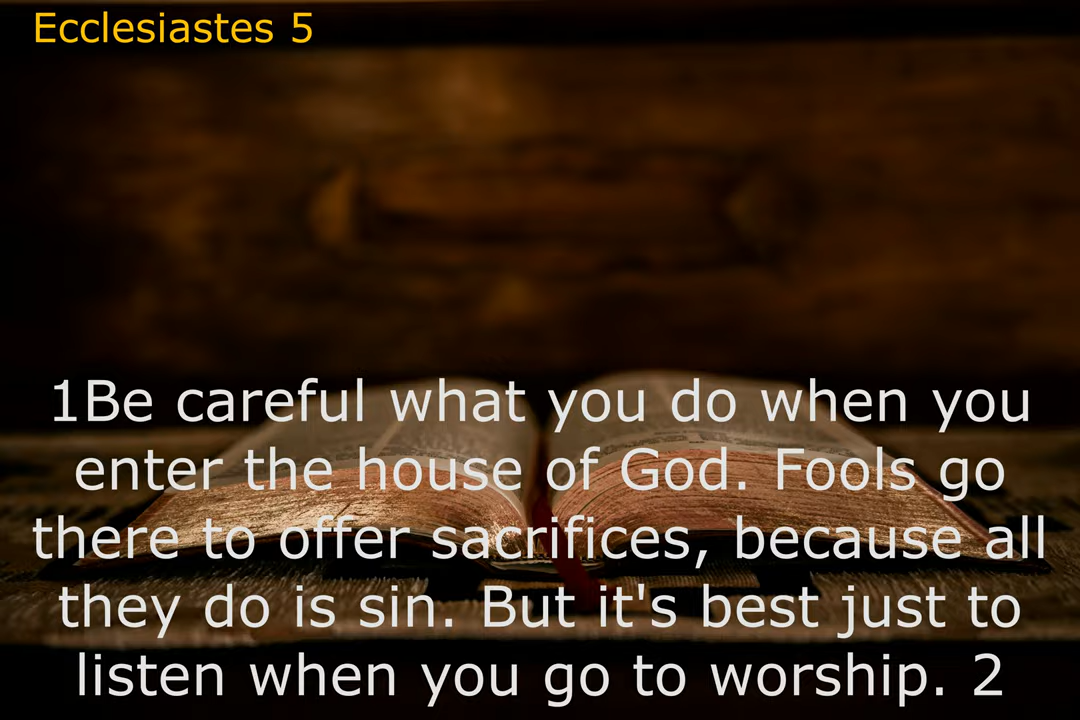 Ecclesiastes 5
1Be careful what you do when you
enter the house of God. Fools go
there to offer sacrifices, because all
they do is sin. But it's best just to
listen when you go to worship. 2